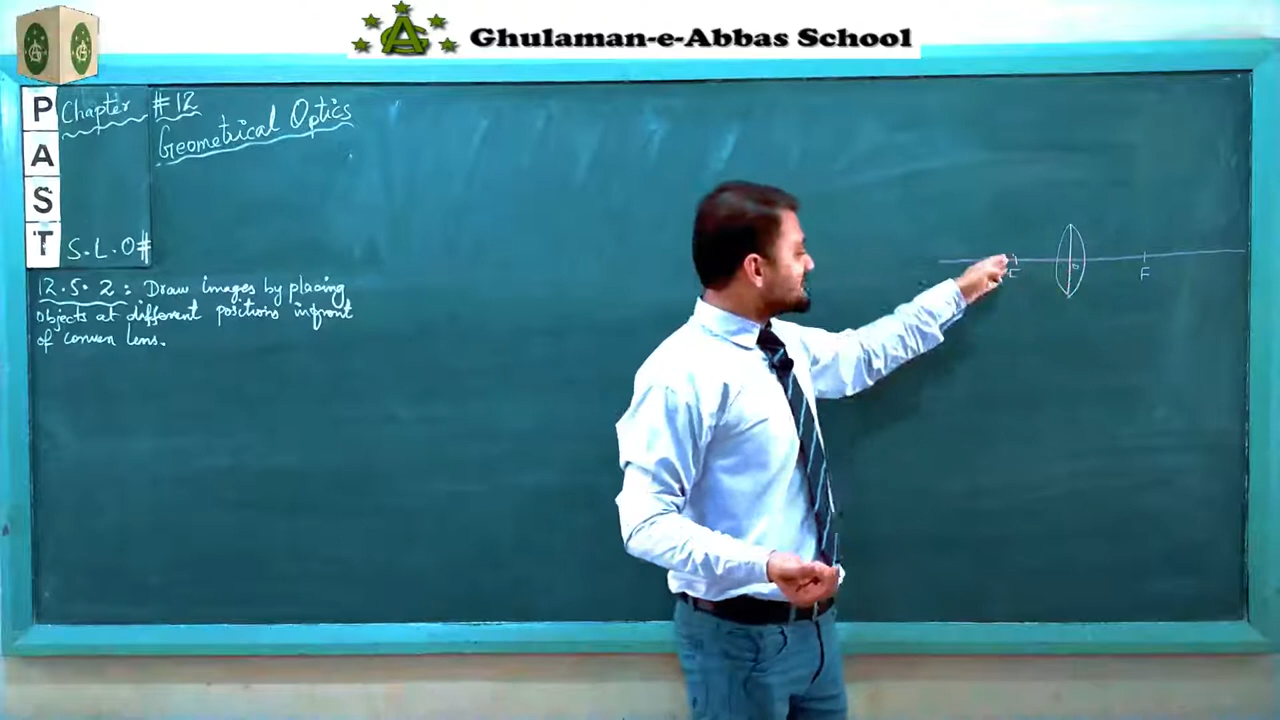 Ghulaman-e-Abbas School
PAST
Chapter #12
Geometrical Optics
S.L.O#
12.5.2: Draw images by placing
objects at different positions infront
of convex lens.
F
F